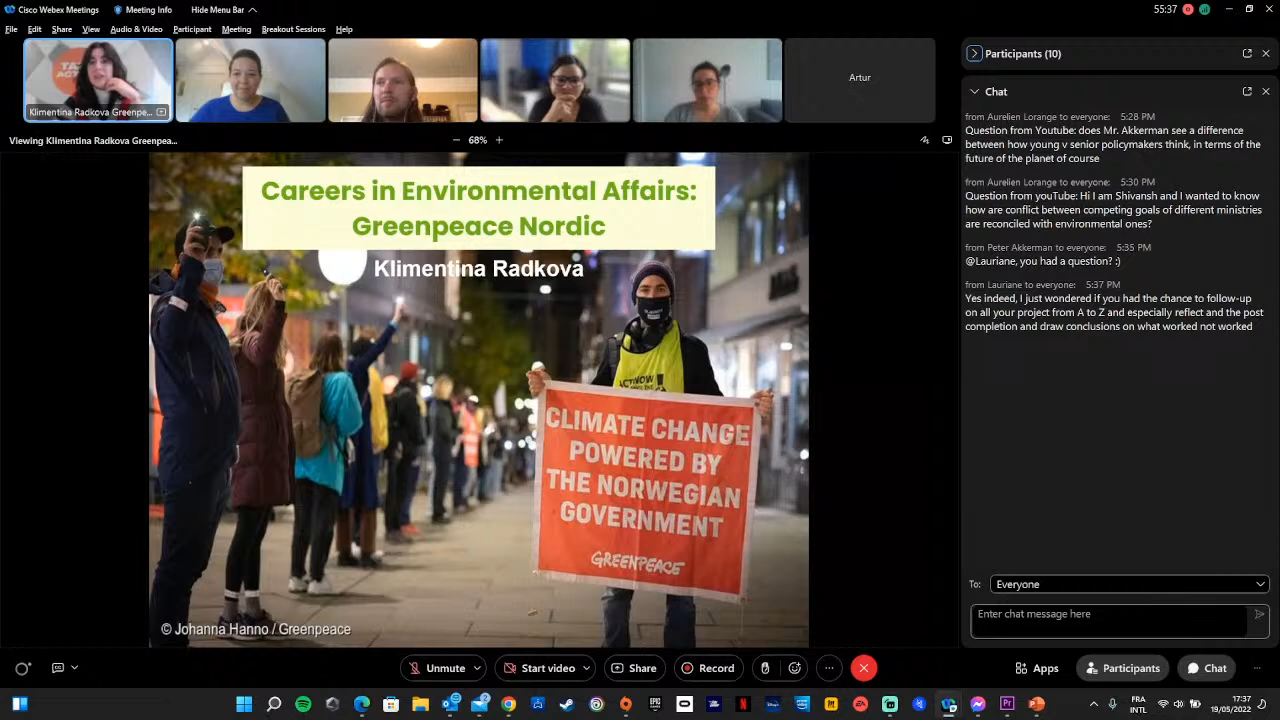 Cisco Webex Meetings
Meeting Info
Hide Menu Bar
55:37
File Edit Share View Audio & Video Participant Meeting Breakout Sessions Help
Klimentina Radkova Greenpe...
Artur
Viewing Klimentina Radkova Greenpea...
68%
Careers in Environmental Affairs:
Greenpeace Nordic
Klimentina Radkova
CLIMATE CHANGE
POWERED BY
THE NORWEGIAN
GOVERNMENT
GREENPEACE
© Johanna Hanno / Greenpeace
Participants (10)
Chat
from Aurelien Lorange to everyone: 5:28 PM
Question from Youtube: does Mr. Akkerman see a difference
between how young v senior policymakers think, in terms of the
future of the planet of course
from Aurelien Lorange to everyone: 5:30 PM
Question from youTube: Hi I am Shivansh and I wanted to know
how are conflict between competing goals of different ministries
are resolved with environmental ones?
from Peter Akkerman to everyone: 5:35 PM
@Lauriane, you had a question? :)
from Lauriane to everyone: 5:37 PM
Yes indeed, I just wondered if you had the chance to follow-up
on all your project from A to Z and especially effect and the post
completion and draw conclusions on what worked not worked
To: Everyone
Enter chat message here
Unmute
Start video
Share
Record
Apps
Participants
Chat
FRA
INTL
17:37
19/05/2022